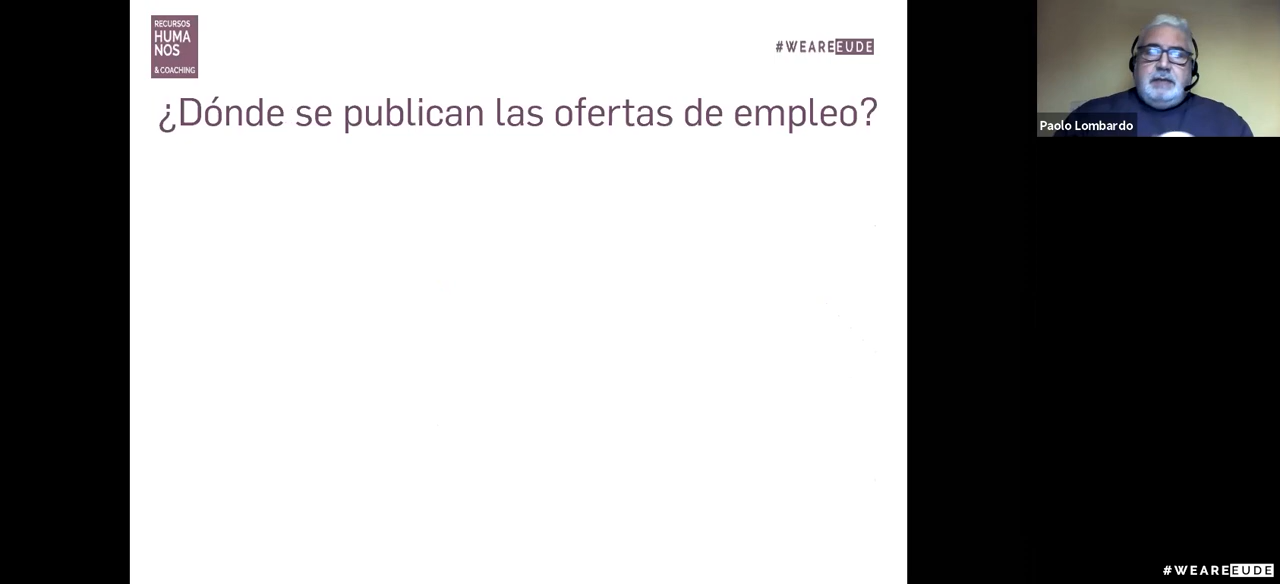 RECURSOS
HUMA
NOS
& COACHING
#WEAREEUDE
¿Dónde se publican las ofertas de empleo?
Paolo Lombardo
#WEAREEUDE